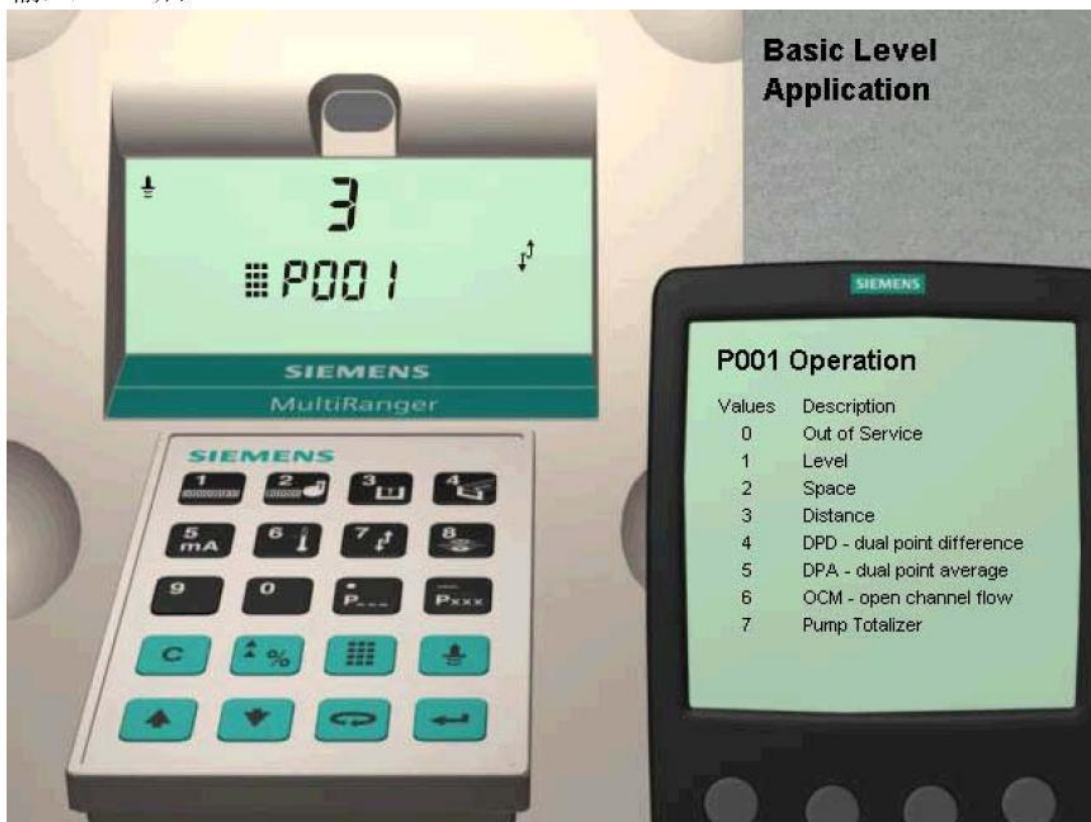 Basic Level
Application
3
P001
SIEMENS
MultiRanger
SIEMENS
1
2
3
4
5
mA
6
7
8
9
0
P---
Pxxx
C
%
SIEMENS
P001 Operation
Values Description
0 Out of Service
1 Level
2 Space
3 Distance
4 DPD - dual point difference
5 DPA - dual point average
6 OCM - open channel flow
7 Pump Totalizer